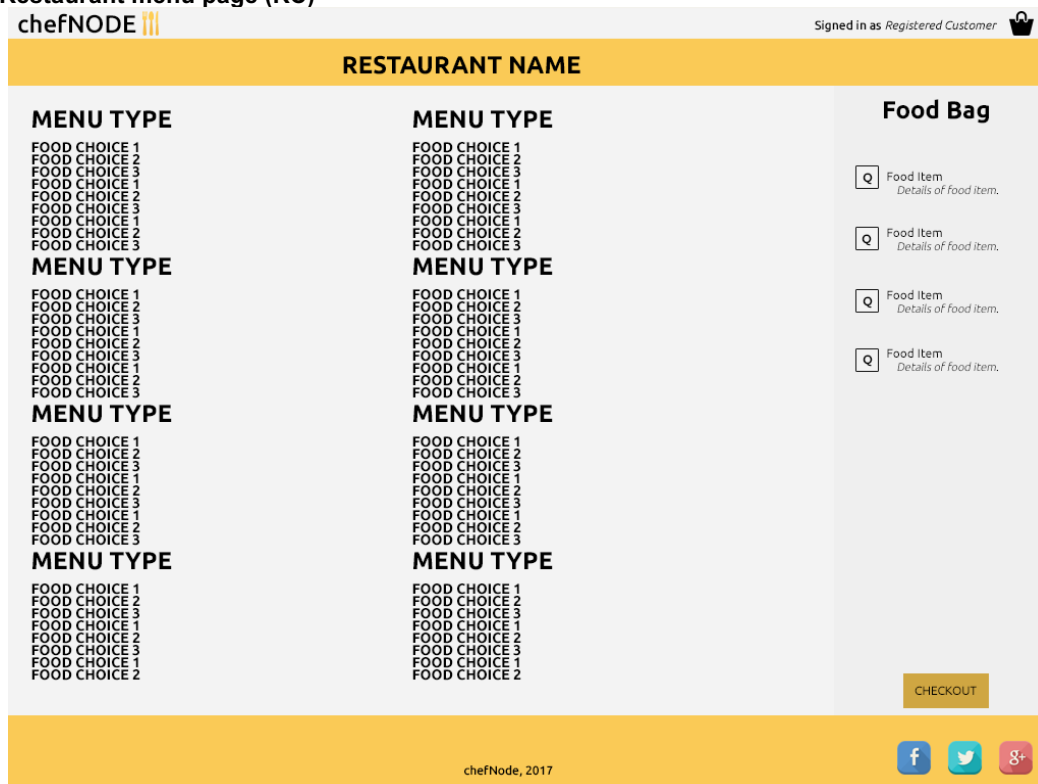 Restaurant menu page (RC)
chefNODE
Signed in as Registered Customer
RESTAURANT NAME
MENU TYPE
FOOD CHOICE 1
FOOD CHOICE 2
FOOD CHOICE 3
FOOD CHOICE 1
FOOD CHOICE 2
FOOD CHOICE 3
FOOD CHOICE 1
FOOD CHOICE 2
FOOD CHOICE 3
MENU TYPE
FOOD CHOICE 1
FOOD CHOICE 2
FOOD CHOICE 3
FOOD CHOICE 1
FOOD CHOICE 2
FOOD CHOICE 3
FOOD CHOICE 1
FOOD CHOICE 2
FOOD CHOICE 3
MENU TYPE
FOOD CHOICE 1
FOOD CHOICE 2
FOOD CHOICE 3
FOOD CHOICE 1
FOOD CHOICE 2
FOOD CHOICE 3
FOOD CHOICE 1
FOOD CHOICE 2
FOOD CHOICE 3
MENU TYPE
FOOD CHOICE 1
FOOD CHOICE 2
FOOD CHOICE 3
FOOD CHOICE 1
FOOD CHOICE 2
FOOD CHOICE 3
FOOD CHOICE 1
FOOD CHOICE 2
MENU TYPE
FOOD CHOICE 1
FOOD CHOICE 2
FOOD CHOICE 3
FOOD CHOICE 1
FOOD CHOICE 2
FOOD CHOICE 3
FOOD CHOICE 1
FOOD CHOICE 2
FOOD CHOICE 3
MENU TYPE
FOOD CHOICE 1
FOOD CHOICE 2
FOOD CHOICE 3
FOOD CHOICE 1
FOOD CHOICE 2
FOOD CHOICE 3
FOOD CHOICE 1
FOOD CHOICE 2
FOOD CHOICE 3
MENU TYPE
FOOD CHOICE 1
FOOD CHOICE 2
FOOD CHOICE 3
FOOD CHOICE 1
FOOD CHOICE 2
FOOD CHOICE 3
FOOD CHOICE 1
FOOD CHOICE 2
FOOD CHOICE 3
MENU TYPE
FOOD CHOICE 1
FOOD CHOICE 2
FOOD CHOICE 3
FOOD CHOICE 1
FOOD CHOICE 2
FOOD CHOICE 3
FOOD CHOICE 1
FOOD CHOICE 2
Food Bag
Q Food Item
Details of food item.
Q Food Item
Details of food item.
Q Food Item
Details of food item.
Q Food Item
Details of food item.
CHECKOUT
chefNode, 2017
f
g+